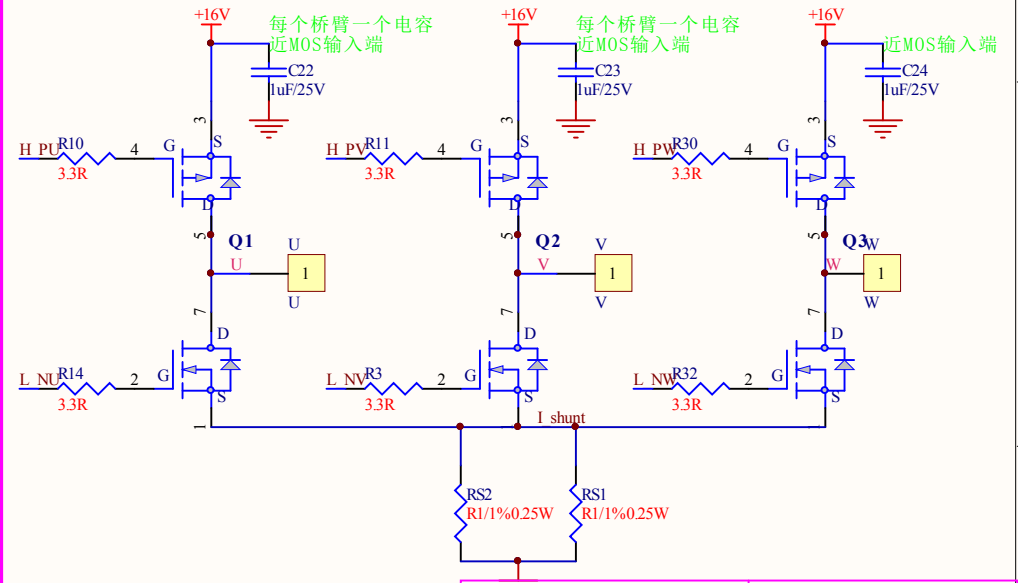 +16V
每个桥臂一个电容
近MOS输入端
C22
1uF/25V
3
H_PU
R10
3.3R
4
G
S
D
5
Q1
U
U
1
U
7
D
L_NU
R14
3.3R
2
G
S
1
+16V
每个桥臂一个电容
近MOS输入端
C23
1uF/25V
3
H_PV
R11
3.3R
4
G
S
D
5
Q2
V
V
1
V
7
D
L_NV
R3
3.3R
2
G
S
+16V
近MOS输入端
C24
1uF/25V
3
H_PW
R30
3.3R
4
G
S
D
5
Q3
W
W
1
W
7
D
L_NW
R32
3.3R
2
G
S
I_shunt
RS2
R1/1%0.25W
RS1
R1/1%0.25W